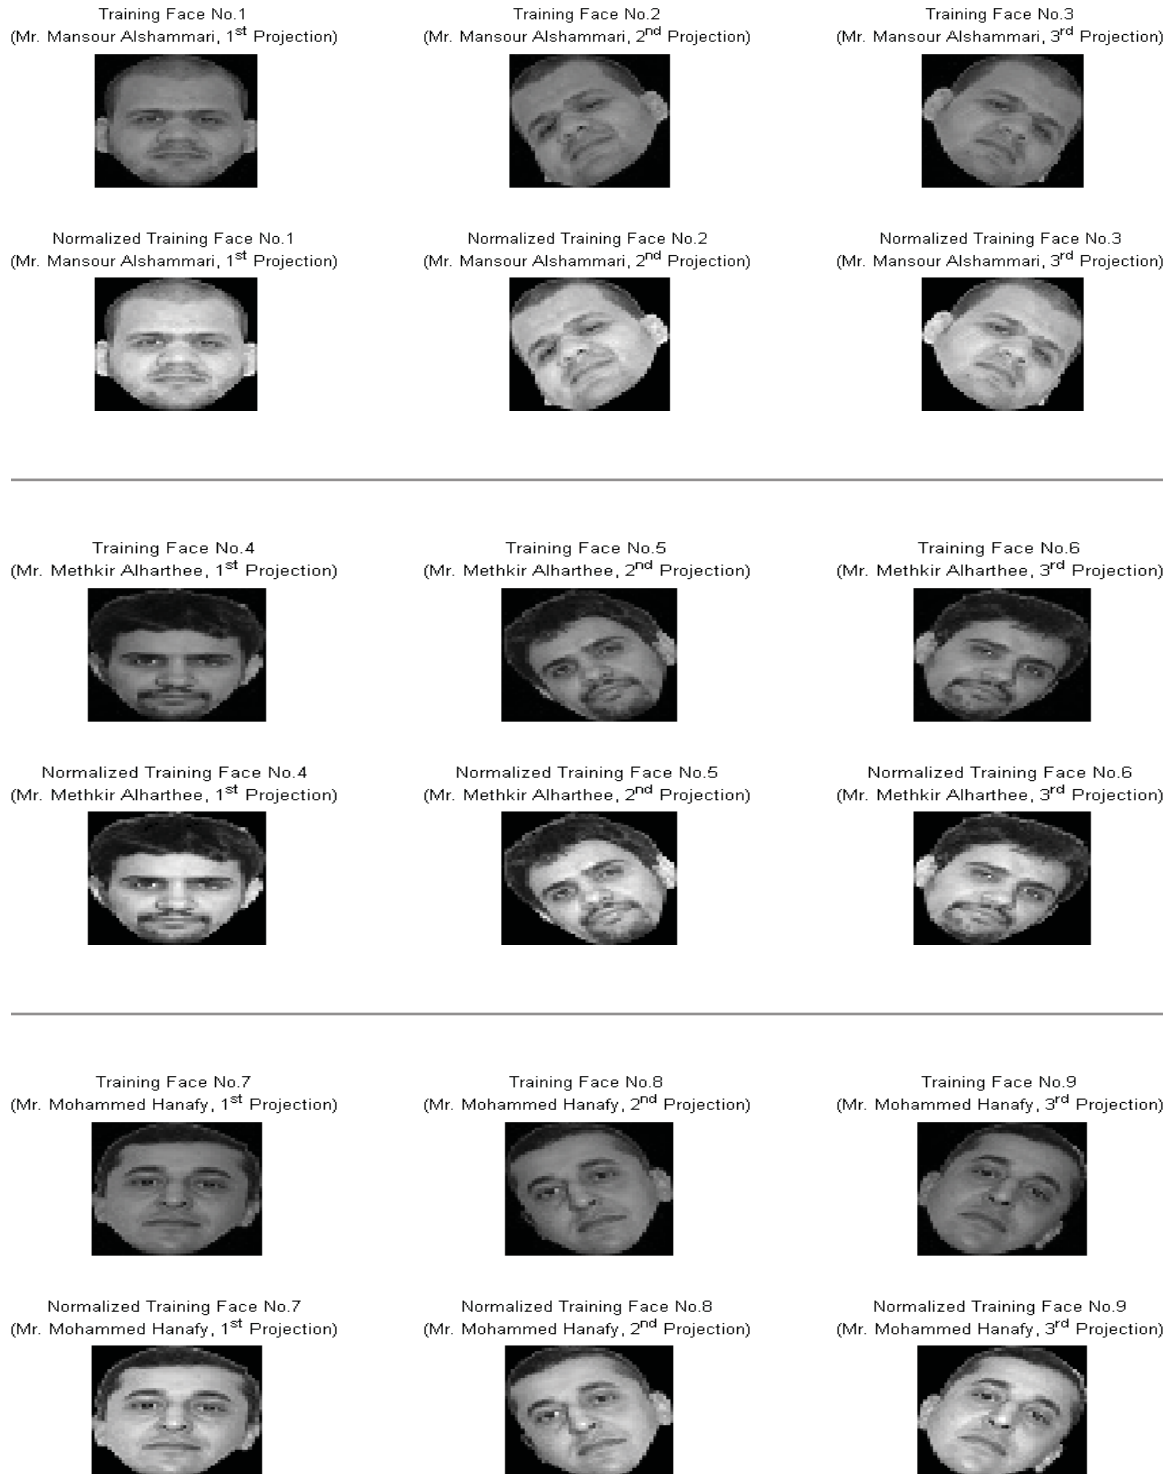 Training Face No.1
(Mr. Mansour Alshammari, 1st Projection)
Training Face No.2
(Mr. Mansour Alshammari, 2nd Projection)
Training Face No.3
(Mr. Mansour Alshammari, 3rd Projection)
Normalized Training Face No.1
(Mr. Mansour Alshammari, 1st Projection)
Normalized Training Face No.2
(Mr. Mansour Alshammari, 2nd Projection)
Normalized Training Face No.3
(Mr. Mansour Alshammari, 3rd Projection)
Training Face No.4
(Mr. Methkir Alharthee, 1st Projection)
Training Face No.5
(Mr. Methkir Alharthee, 2nd Projection)
Training Face No.6
(Mr. Methkir Alharthee, 3rd Projection)
Normalized Training Face No.4
(Mr. Methkir Alharthee, 1st Projection)
Normalized Training Face No.5
(Mr. Methkir Alharthee, 2nd Projection)
Normalized Training Face No.6
(Mr. Methkir Alharthee, 3rd Projection)
Training Face No.7
(Mr. Mohammed Hanafy, 1st Projection)
Training Face No.8
(Mr. Mohammed Hanafy, 2nd Projection)
Training Face No.9
(Mr. Mohammed Hanafy, 3rd Projection)
Normalized Training Face No.7
(Mr. Mohammed Hanafy, 1st Projection)
Normalized Training Face No.8
(Mr. Mohammed Hanafy, 2nd Projection)
Normalized Training Face No.9
(Mr. Mohammed Hanafy, 3rd Projection)